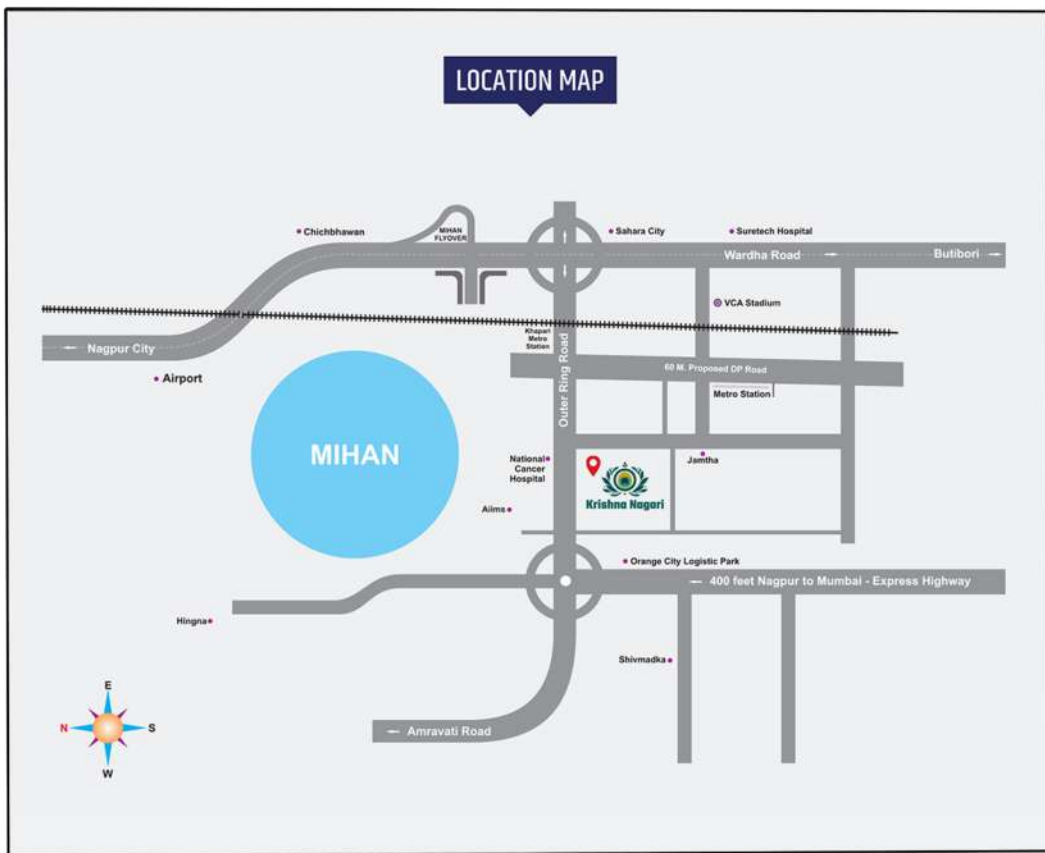 LOCATION MAP
Chichbhawan
MIHAN
FLYOVER
Sahara City
Suretech Hospital
Wardha Road
Butibori
VCA Stadium
Nagpur City
Khapari
Metro
Station
Outer Ring Road
60 M. Proposed DP Road
Airport
Metro Station
MIHAN
National
Cancer
Hospital
Jamtha
Krishna Nagari
Aiims
Orange City Logistic Park
400 feet Nagpur to Mumbai - Express Highway
Hingna
Shivmadka
E
N
S
W
Amravati Road